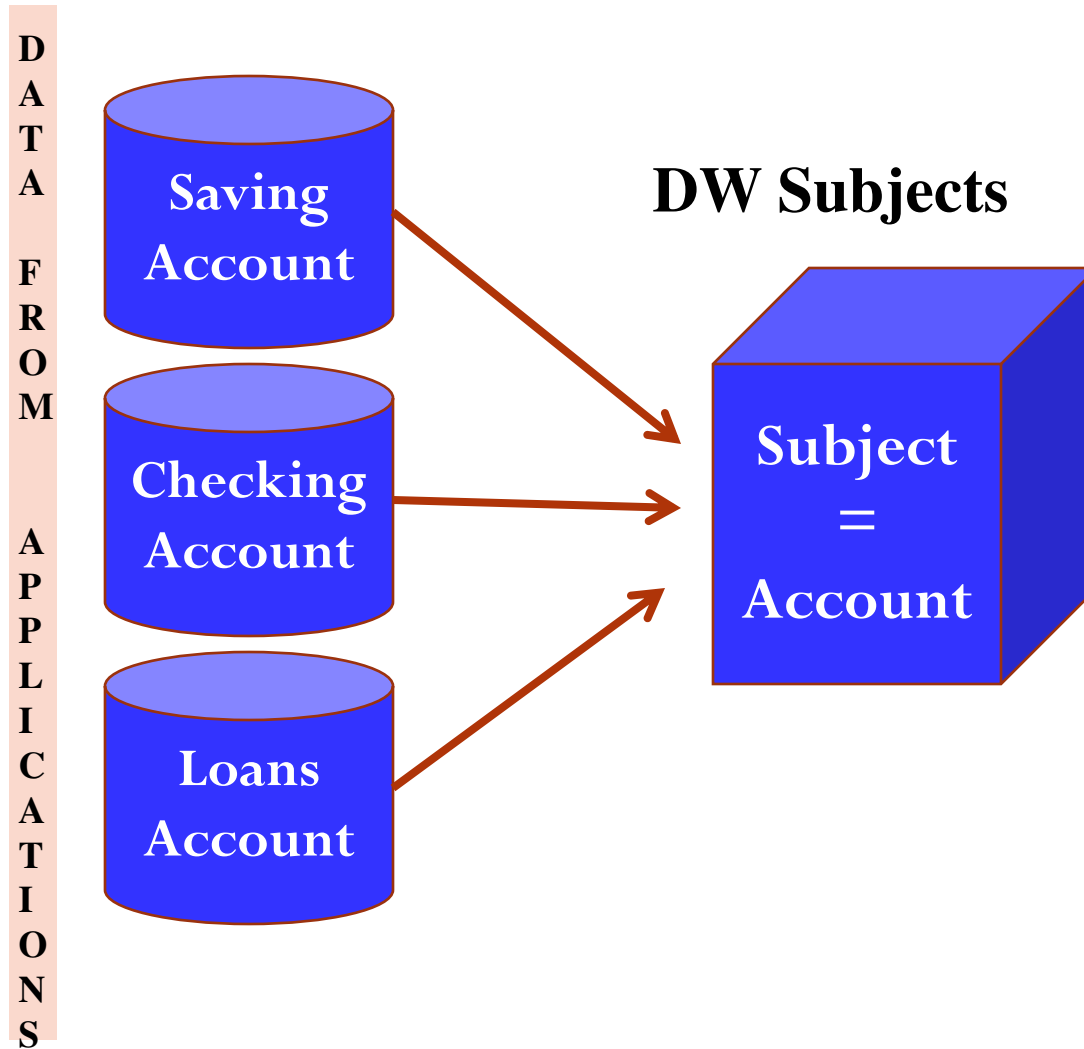 DATA FROM APPLICATIONS
Saving
Account
DW Subjects
Checking
Account
Subject
=
Account
Loans
Account